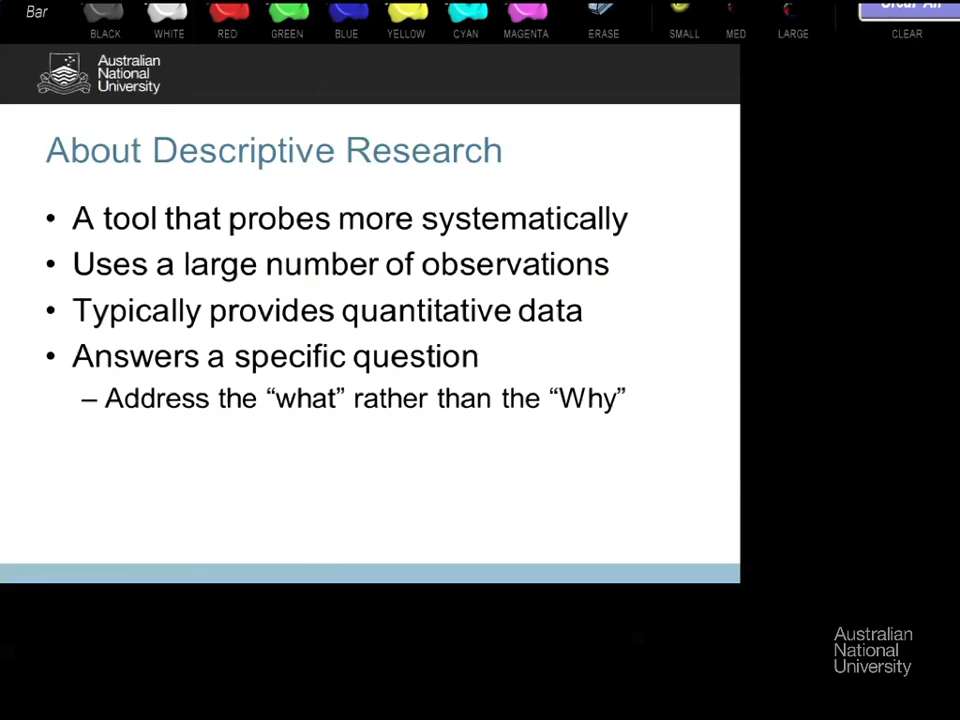 Bar
BLACK WHITE RED GREEN BLUE YELLOW CYAN MAGENTA ERASE SMALL MED LARGE CLEAR
Australian
National
University
About Descriptive Research
• A tool that probes more systematically
• Uses a large number of observations
• Typically provides quantitative data
• Answers a specific question
– Address the “what” rather than the “Why”
Australian
National
University